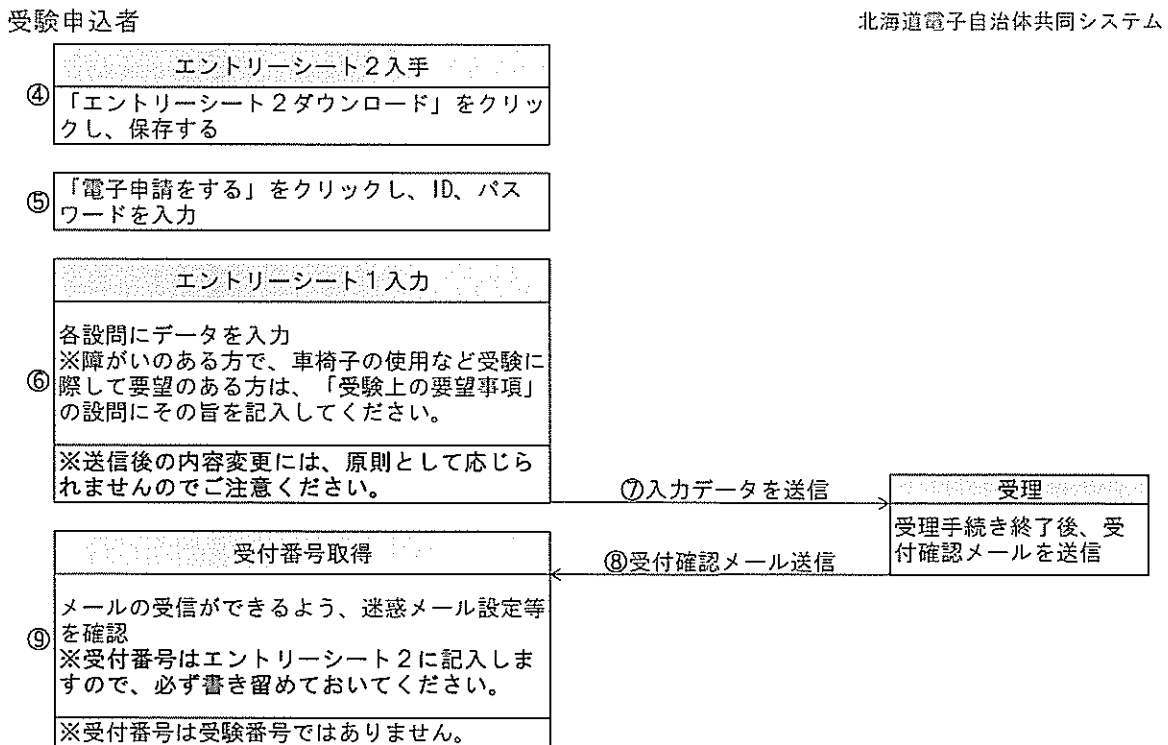 受験申込者
北海道電子自治体共同システム
エントリーシート2入手
④
「エントリーシート2ダウンロード」をクリッ
クし、保存する
⑤
「電子申請をする」をクリックし、ID、パス
ワードを入力
エントリーシート1入力
⑥
各設問にデータを入力
※障がいのある方で、車椅子の使用など受験に
際して要望のある方は、「受験上の要望事項」
の設問にその旨を記入してください。
※送信後の内容変更には、原則として応じら
れませんのでご注意ください。
⑦入力データを送信
受理
受理手続き終了後、受
付確認メールを送信
⑧受付確認メール送信
受付番号取得
⑨
メールの受信ができるよう、迷惑メール設定等
を確認
※受付番号はエントリーシート2に記入しま
すので、必ず書き留めておいてください。
※受付番号は受験番号ではありません。